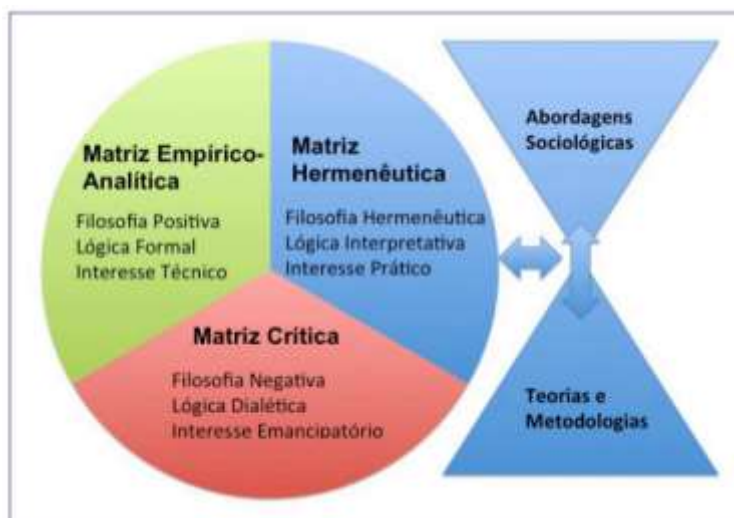 Matriz Empírico-
Analítica
Filosofia Positiva
Lógica Formal
Interesse Técnico
Matriz
Hermenêutica
Filosofia Hermenêutica
Lógica Interpretativa
Interesse Prático
Matriz Crítica
Filosofia Negativa
Lógica Dialética
Interesse Emancipatório
Abordagens
Sociológicas
Teorias e
Metodologias